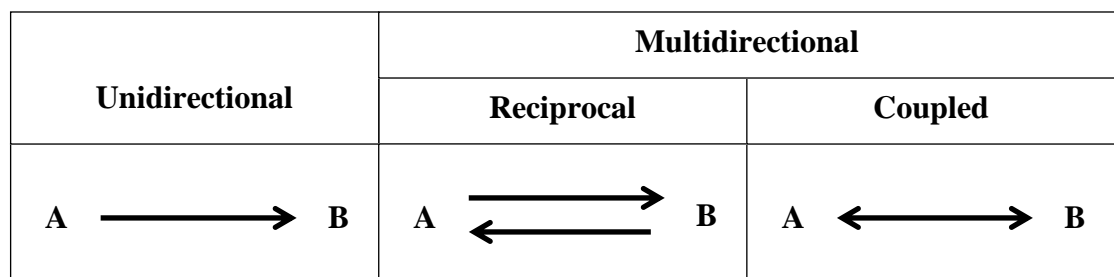 Multidirectional
Unidirectional
Reciprocal Coupled
A B A B A B